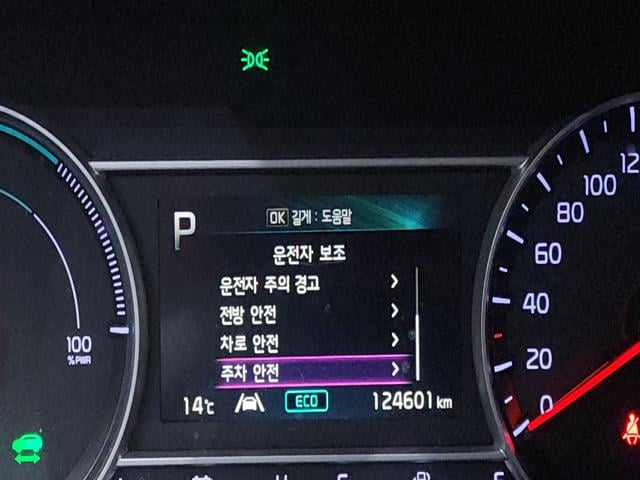 P
OK 길게 : 도움말
운전자 보조
운전자 주의 경고
전방 안전
차로 안전
주차 안전
14℃ ECO 124601 km
100
%PWR
100
80
60
40
20
0